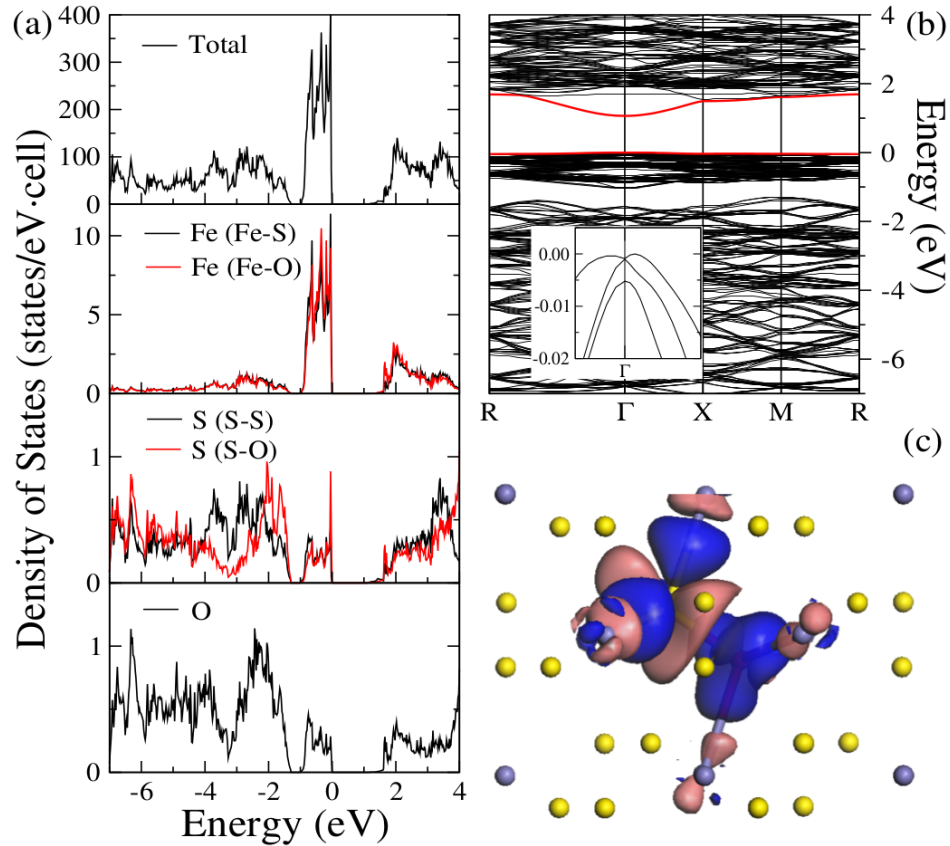 (a)
Density of States (states/eV·cell)
400
300
200
100
0
Total
10
5
0
Fe (Fe-S)
Fe (Fe-O)
1
0
S (S-S)
S (S-O)
1
0
O
-6 -4 -2 0 2 4
Energy (eV)
(b)
4
2
0
-2
-4
-6
Energy (eV)
0.00
-0.01
-0.02
Γ
R Γ X M R
(c)